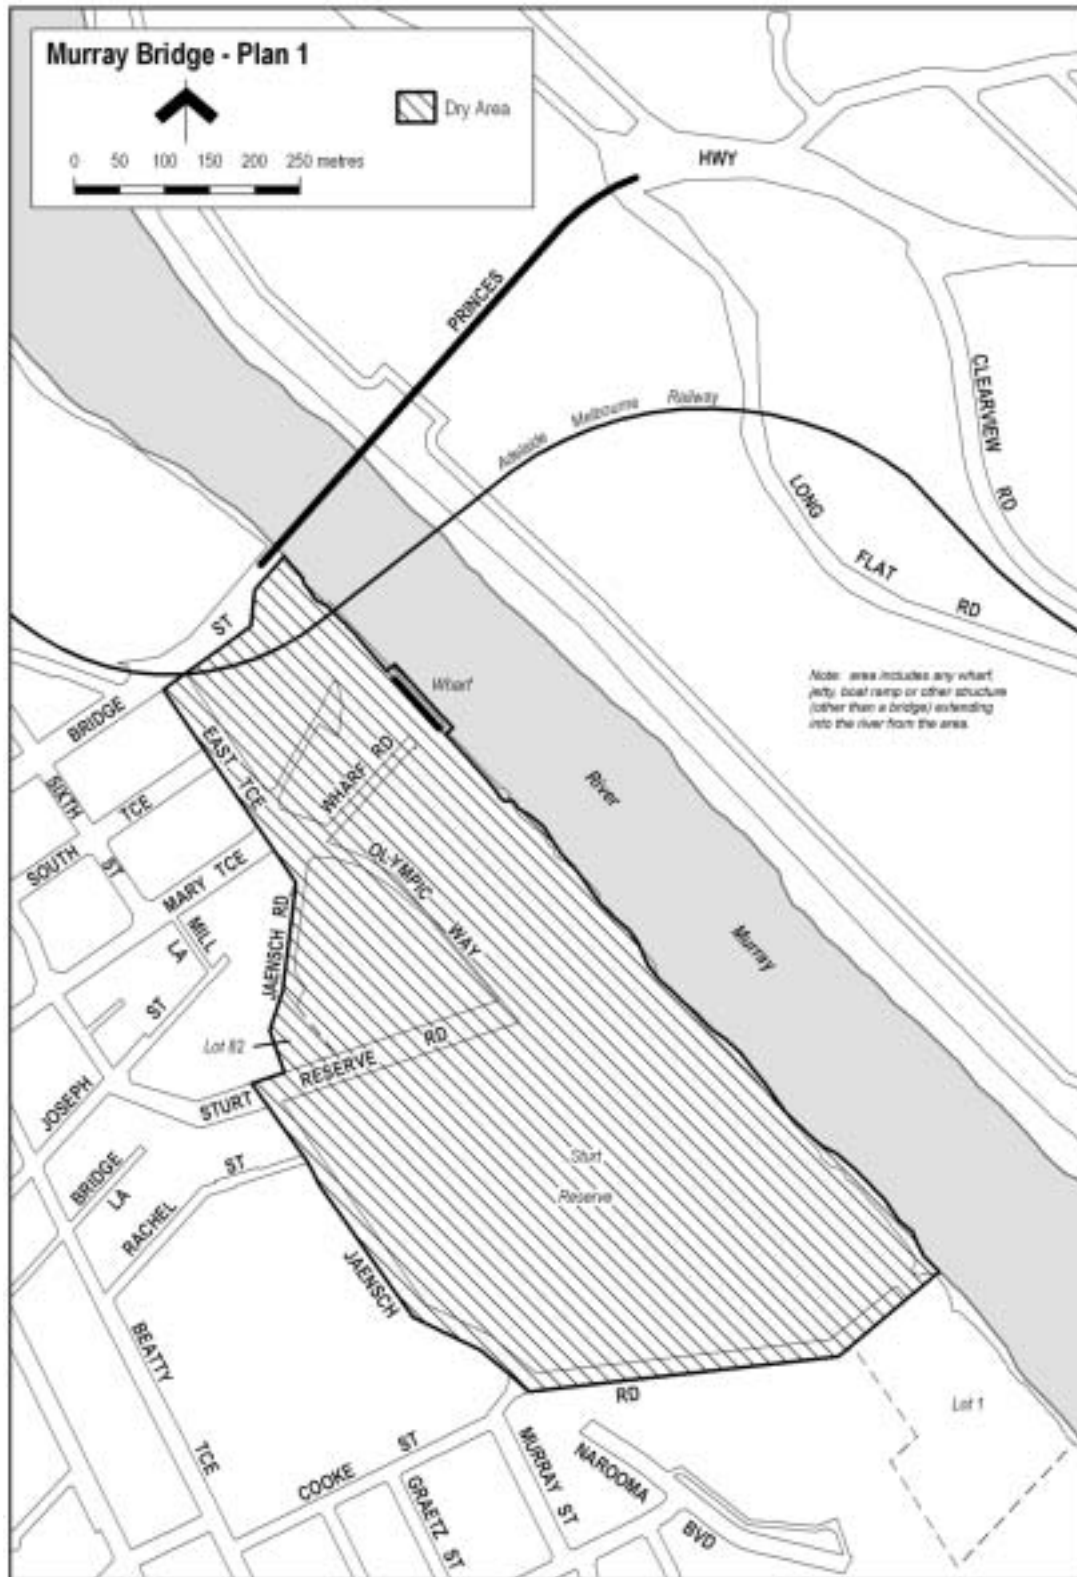 Murray Bridge - Plan 1
Dry Area
0 50 100 150 200 250 metres
HWY
PRINCES
CLEARVIEW
RD
Adelaide Melbourne Railway
LONG
FLAT
RD
ST
Note: area includes any wharf,
jetty, boat ramp or other structure
(other than a bridge) extending
into the river from the area.
Wharf
BRIDGE
EAST TCE
WHARF RD
River
SIXTH
ST
SOUTH
TCE
OLYMPIC
WAY
MARY TCE
MILL
LA
JAENSCH RD
Murray
ST
JOSEPH
Lot 82
STURT
RESERVE
RD
BRIDGE
LA
RACHEL
ST
Sturt
Reserve
JAENSCH
RD
BEATTY
TCE
Lot 1
COOKE
ST
GRAETZ ST
MURRAY ST
NAROOMA
BVD